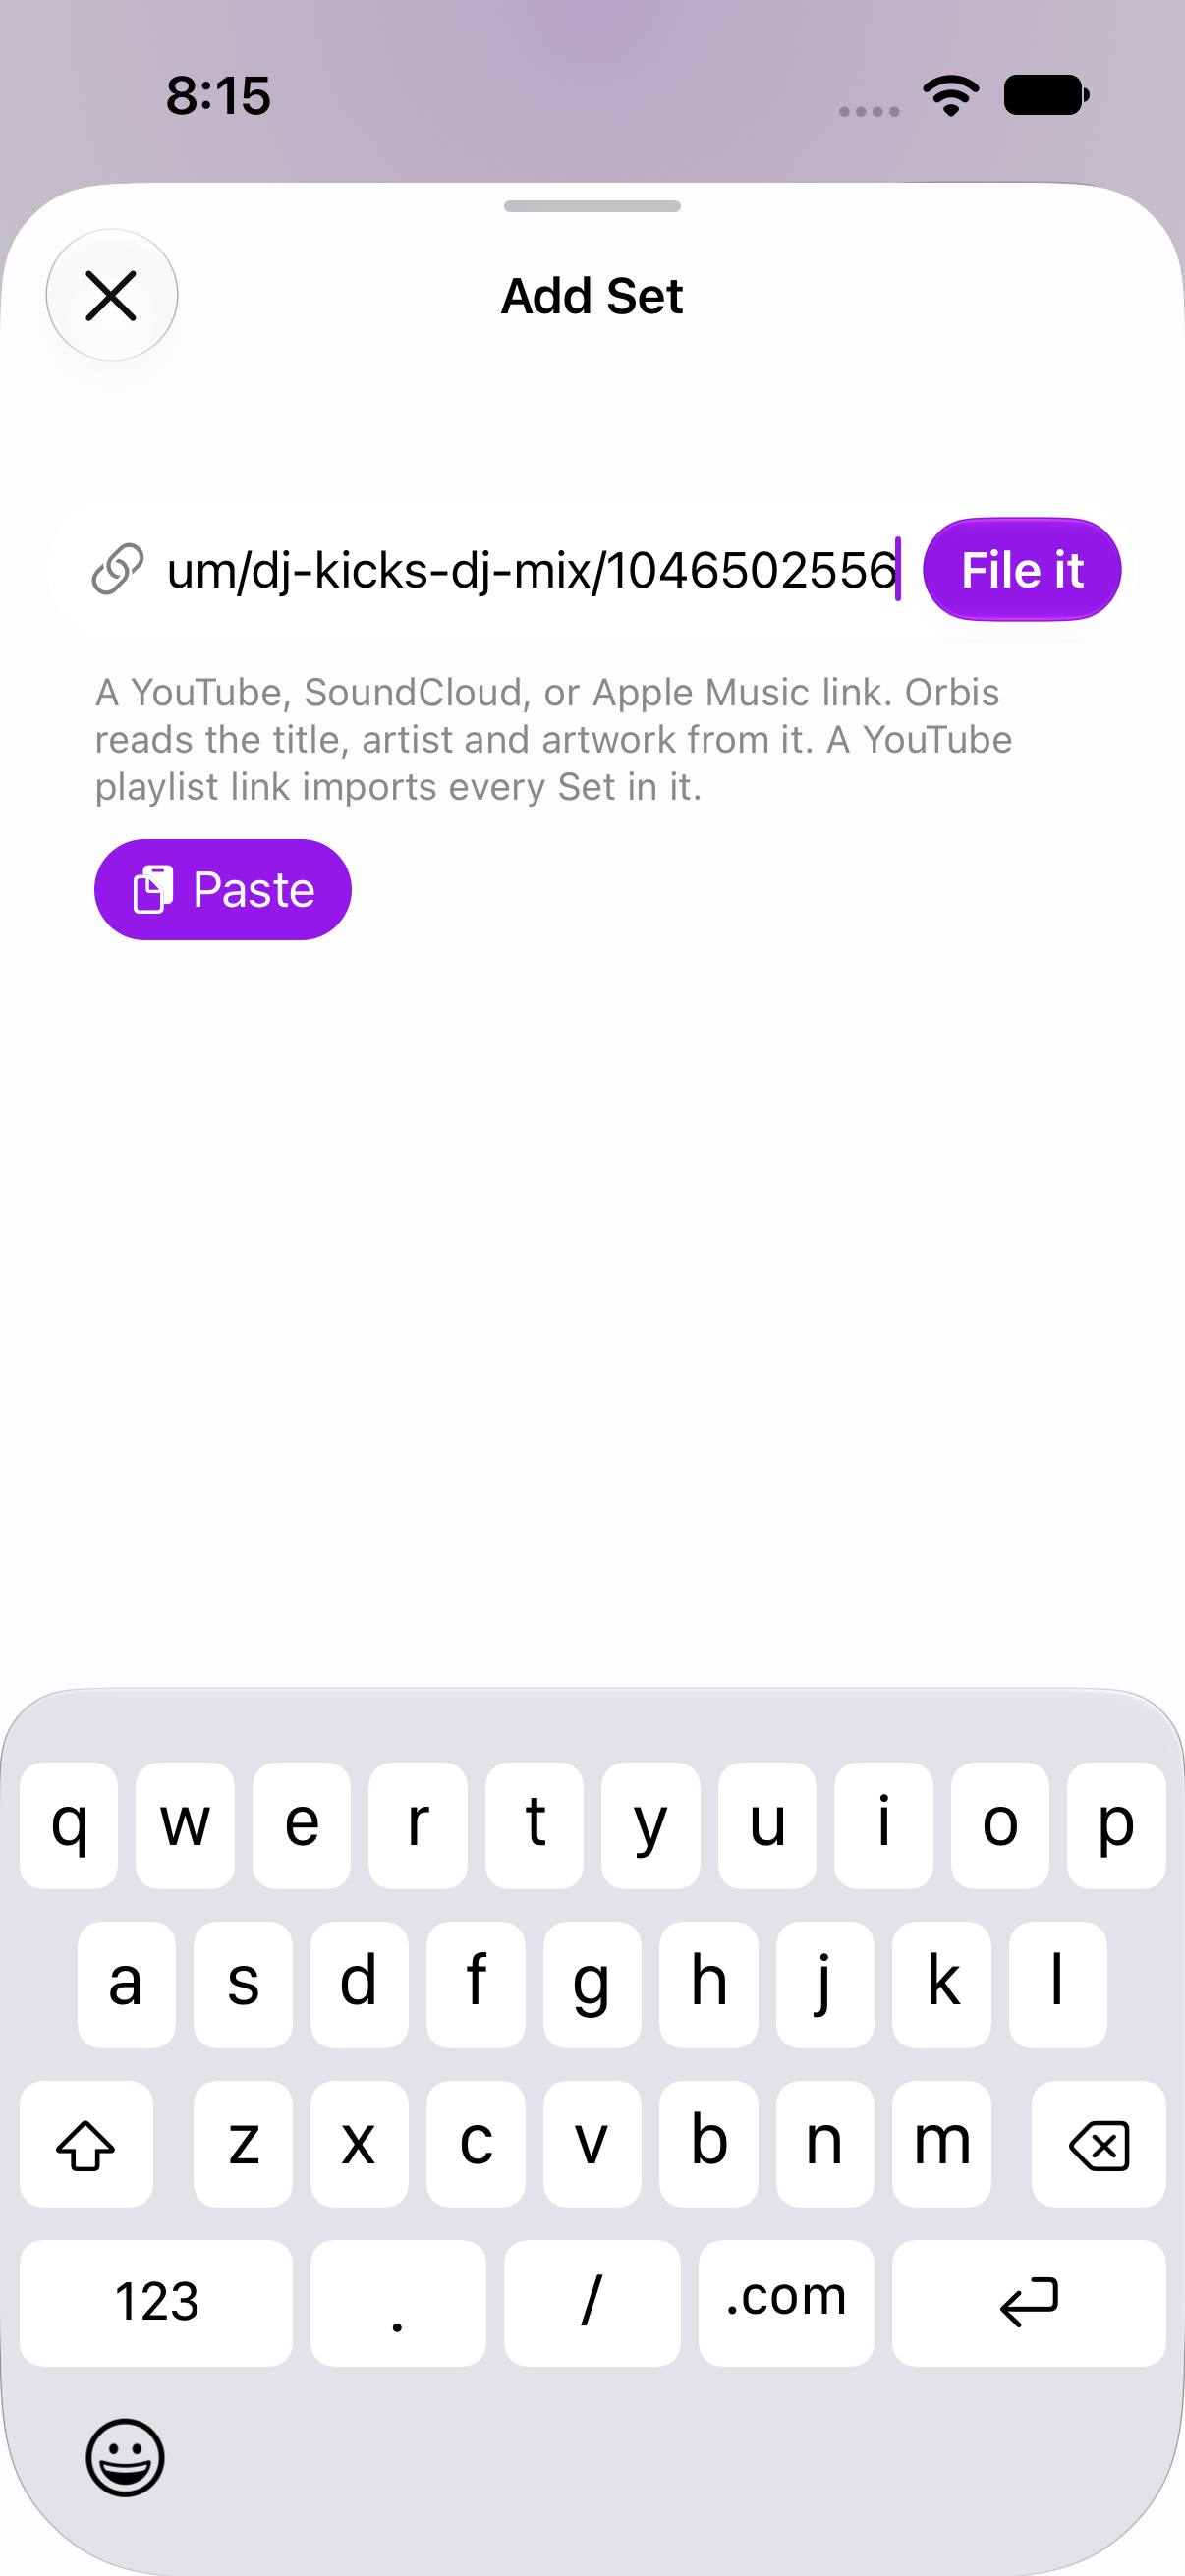 8:15
Add Set
um/dj-kicks-dj-mix/1046502556
File it
A YouTube, SoundCloud, or Apple Music link. Orbis
reads the title, artist and artwork from it. A YouTube
playlist link imports every Set in it.
Paste
q w e r t y u i o p
a s d f g h j k l
z x c v b n m
123 . / .com